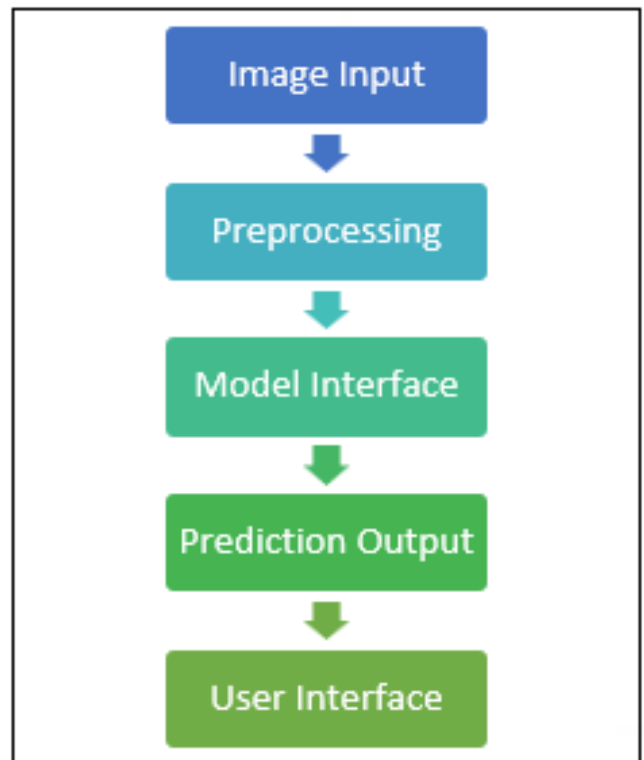 Image Input
Preprocessing
Model Interface
Prediction Output
User Interface